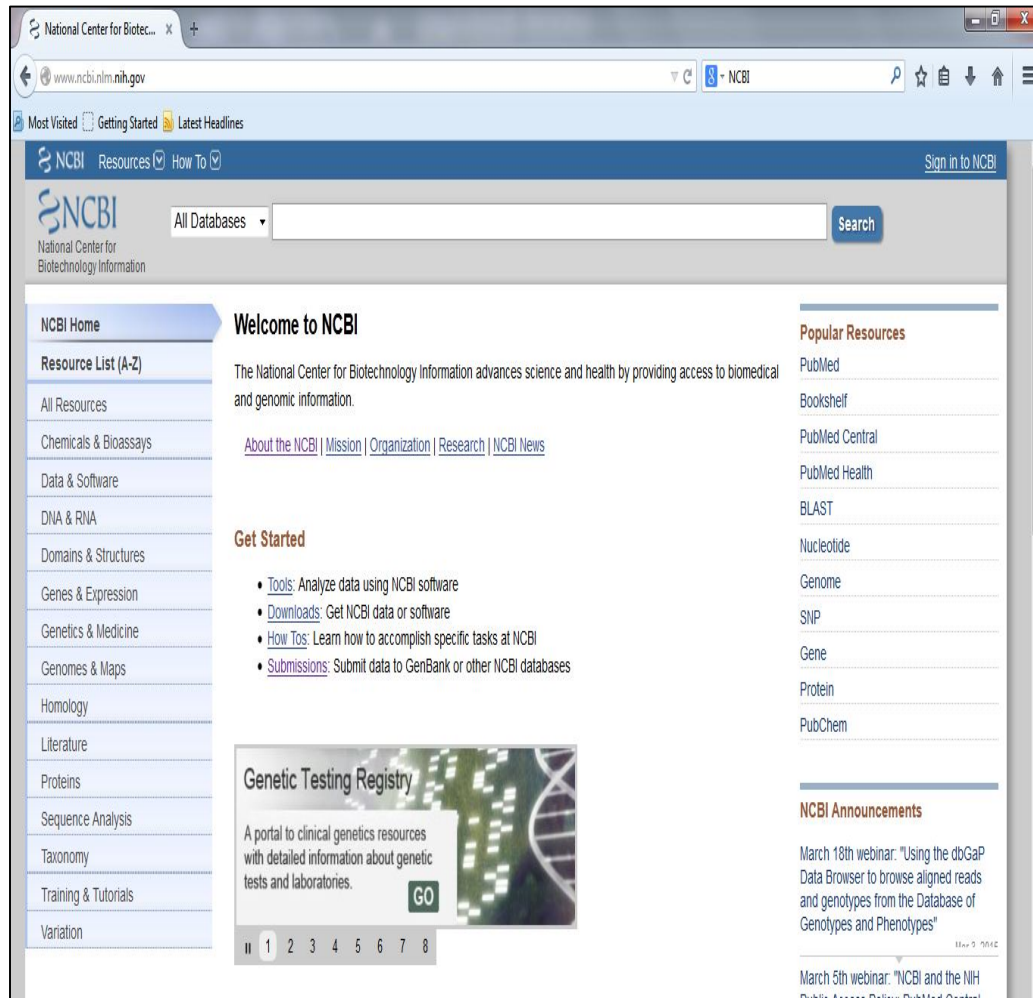 National Center for Biotec... x +
www.ncbi.nlm.nih.gov
8 NCBI
Most Visited Getting Started Latest Headlines
NCBI Resources How To Sign in to NCBI
NCBI
National Center for
Biotechnology Information
All Databases
Search
NCBI Home
Resource List (A-Z)
All Resources
Chemicals & Bioassays
Data & Software
DNA & RNA
Domains & Structures
Genes & Expression
Genetics & Medicine
Genomes & Maps
Homology
Literature
Proteins
Sequence Analysis
Taxonomy
Training & Tutorials
Variation
Welcome to NCBI
The National Center for Biotechnology Information advances science and health by providing access to biomedical
and genomic information.
About the NCBI | Mission | Organization | Research | NCBI News
Get Started
• Tools: Analyze data using NCBI software
• Downloads: Get NCBI data or software
• How Tos: Learn how to accomplish specific tasks at NCBI
• Submissions: Submit data to GenBank or other NCBI databases
Genetic Testing Registry
A portal to clinical genetics resources
with detailed information about genetic
tests and laboratories.
GO
1 2 3 4 5 6 7 8
Popular Resources
PubMed
Bookshelf
PubMed Central
PubMed Health
BLAST
Nucleotide
Genome
SNP
Gene
Protein
PubChem
NCBI Announcements
March 18th webinar: "Using the dbGaP
Data Browser to browse aligned reads
and genotypes from the Database of
Genotypes and Phenotypes"
March 5th webinar: "NCBI and the NIH